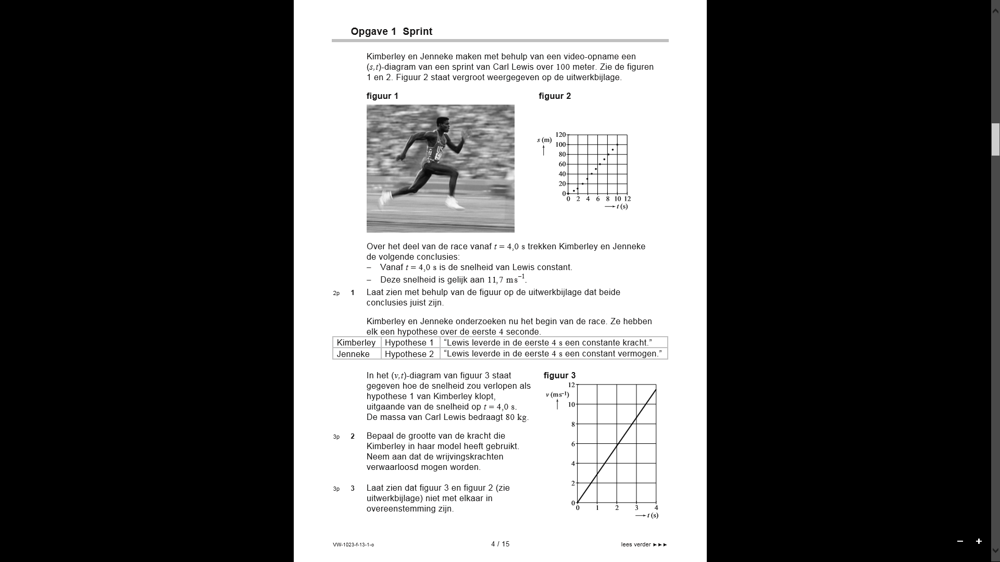 Opgave 1 Sprint
Kimberley en Jenneke maken met behulp van een video-opname een
(s,t)-diagram van een sprint van Carl Lewis over 100 meter. Zie de figuren
1 en 2. Figuur 2 staat vergroot weergegeven op de uitwerkbijlage.
figuur 1
figuur 2
US
s (m)
120
100
80
60
40
20
0
0 2 4 6 8 10 12
t (s)
Over het deel van de race vanaf t = 4,0 s trekken Kimberley en Jenneke
de volgende conclusies:
– Vanaf t = 4,0 s is de snelheid van Lewis constant.
– Deze snelheid is gelijk aan 11,7 ms⁻¹.
2p 1 Laat zien met behulp van de figuur op de uitwerkbijlage dat beide
conclusies juist zijn.
Kimberley en Jenneke onderzoeken nu het begin van de race. Ze hebben
elk een hypothese over de eerste 4 seconde.
Kimberley Hypothese 1 “Lewis leverde in de eerste 4 s een constante kracht.”
Jenneke Hypothese 2 “Lewis leverde in de eerste 4 s een constant vermogen.”
In het (v,t)-diagram van figuur 3 staat
gegeven hoe de snelheid zou verlopen als
hypothese 1 van Kimberley klopt,
uitgaande van de snelheid op t = 4,0 s.
De massa van Carl Lewis bedraagt 80 kg.
figuur 3
v (ms⁻¹)
12
10
8
6
4
2
0
0 1 2 3 4
t (s)
3p 2 Bepaal de grootte van de kracht die
Kimberley in haar model heeft gebruikt.
Neem aan dat de wrijvingskrachten
verwaarloosd mogen worden.
3p 3 Laat zien dat figuur 3 en figuur 2 (zie
uitwerkbijlage) niet met elkaar in
overeenstemming zijn.
VW-1023-f-13-1-o
4 / 15
lees verder ►►►